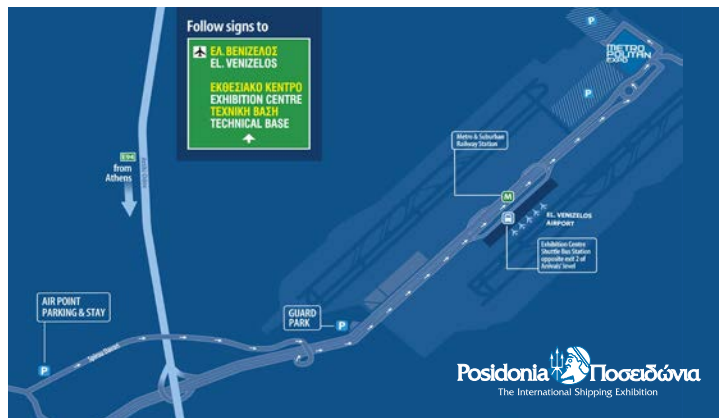 Follow signs to
ΕΛ. ΒΕΝΙΖΕΛΟΣ
EL. VENIZELOS
ΕΚΘΕΣΙΑΚΟ ΚΕΝΤΡΟ
EXHIBITION CENTRE
ΤΕΧΝΙΚΗ ΒΑΣΗ
TECHNICAL BASE
P
METRO
POLITAN
EXPO
P
Metro & Suburban
Railway Station
E94
from
Athens
M
EL. VENIZELOS
AIRPORT
Exhibition Centre
Shuttle Bus Station
opposite exit 2 of
Arrivals' level
AIR POINT
PARKING & STAY
GUARD
PARK
P
P
Posidonia Ποσειδώνια
The International Shipping Exhibition